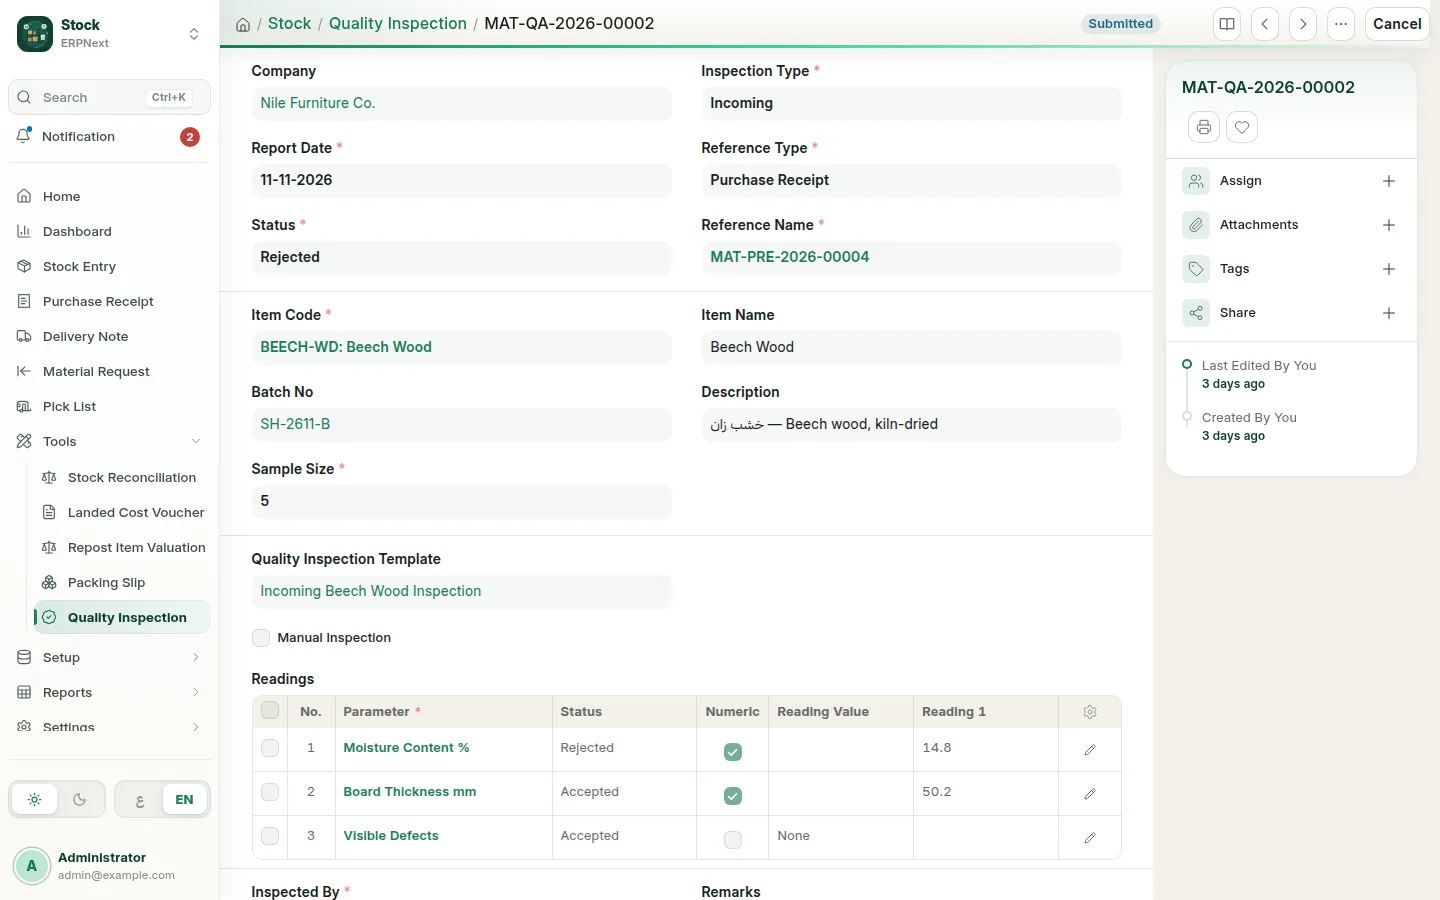 Stock
ERPNext
Search
Ctrl+K
Notification
2
Home
Dashboard
Stock Entry
Purchase Receipt
Delivery Note
Material Request
Pick List
Tools
Stock Reconciliation
Landed Cost Voucher
Repost Item Valuation
Packing Slip
Quality Inspection
Setup
Reports
Settings
ع
EN
A
Administrator
admin@example.com
/ Stock / Quality Inspection / MAT-QA-2026-00002
Submitted
Cancel
Company
Nile Furniture Co.
Inspection Type *
Incoming
Report Date *
11-11-2026
Reference Type *
Purchase Receipt
Status *
Rejected
Reference Name *
MAT-PRE-2026-00004
Item Code *
BEECH-WD: Beech Wood
Item Name
Beech Wood
Batch No
SH-2611-B
Description
خشب زان — Beech wood, kiln-dried
Sample Size *
5
Quality Inspection Template
Incoming Beech Wood Inspection
Manual Inspection
Readings
No. Parameter * Status Numeric Reading Value Reading 1
1 Moisture Content % Rejected 14.8
2 Board Thickness mm Accepted 50.2
3 Visible Defects Accepted None
Inspected By *
Remarks
MAT-QA-2026-00002
Assign
Attachments
Tags
Share
Last Edited By You
3 days ago
Created By You
3 days ago